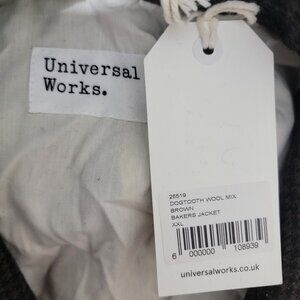 Universal
Works.
25519
DOGTOOTH WOOL MIX
BROWN
BAKERS JACKET
XXL
6 000000 108939
universalworks.co.uk